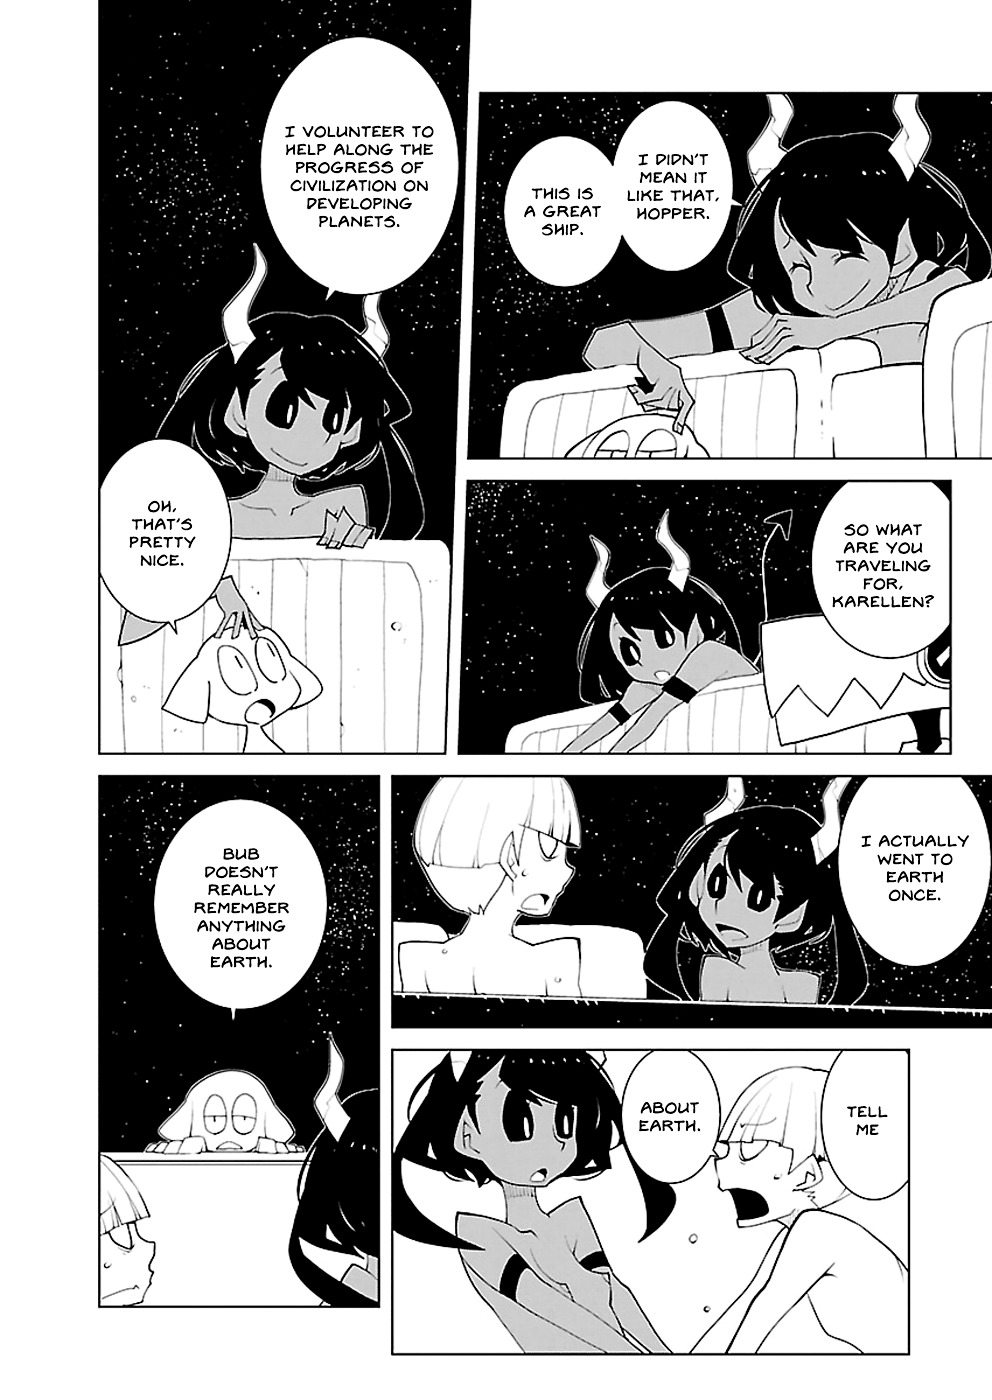 I DIDN'T
MEAN IT
LIKE THAT,
HOPPER.
THIS IS
A GREAT
SHIP.
SO WHAT
ARE YOU
TRAVELING
FOR,
KARELLEN?
I VOLUNTEER TO
HELP ALONG THE
PROGRESS OF
CIVILIZATION ON
DEVELOPING
PLANETS.
OH,
THAT'S
PRETTY
NICE.
I ACTUALLY
WENT TO
EARTH
ONCE.
TELL
ME
ABOUT
EARTH.
BUB
DOESN'T
REALLY
REMEMBER
ANYTHING
ABOUT
EARTH.